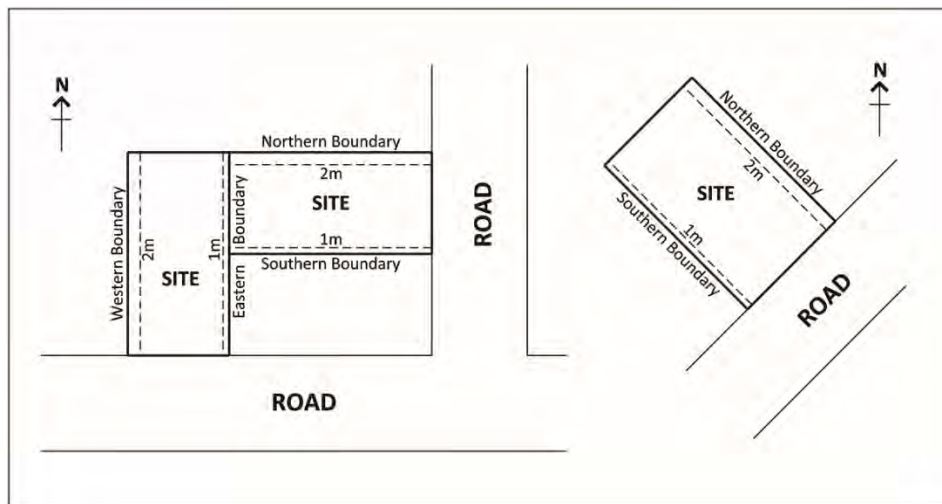 N
Northern Boundary
2m
SITE
1m
Southern Boundary
Western Boundary
2m
SITE
1m
Eastern
Boundary
ROAD
ROAD
N
Northern Boundary
2m
SITE
1m
Southern Boundary
ROAD